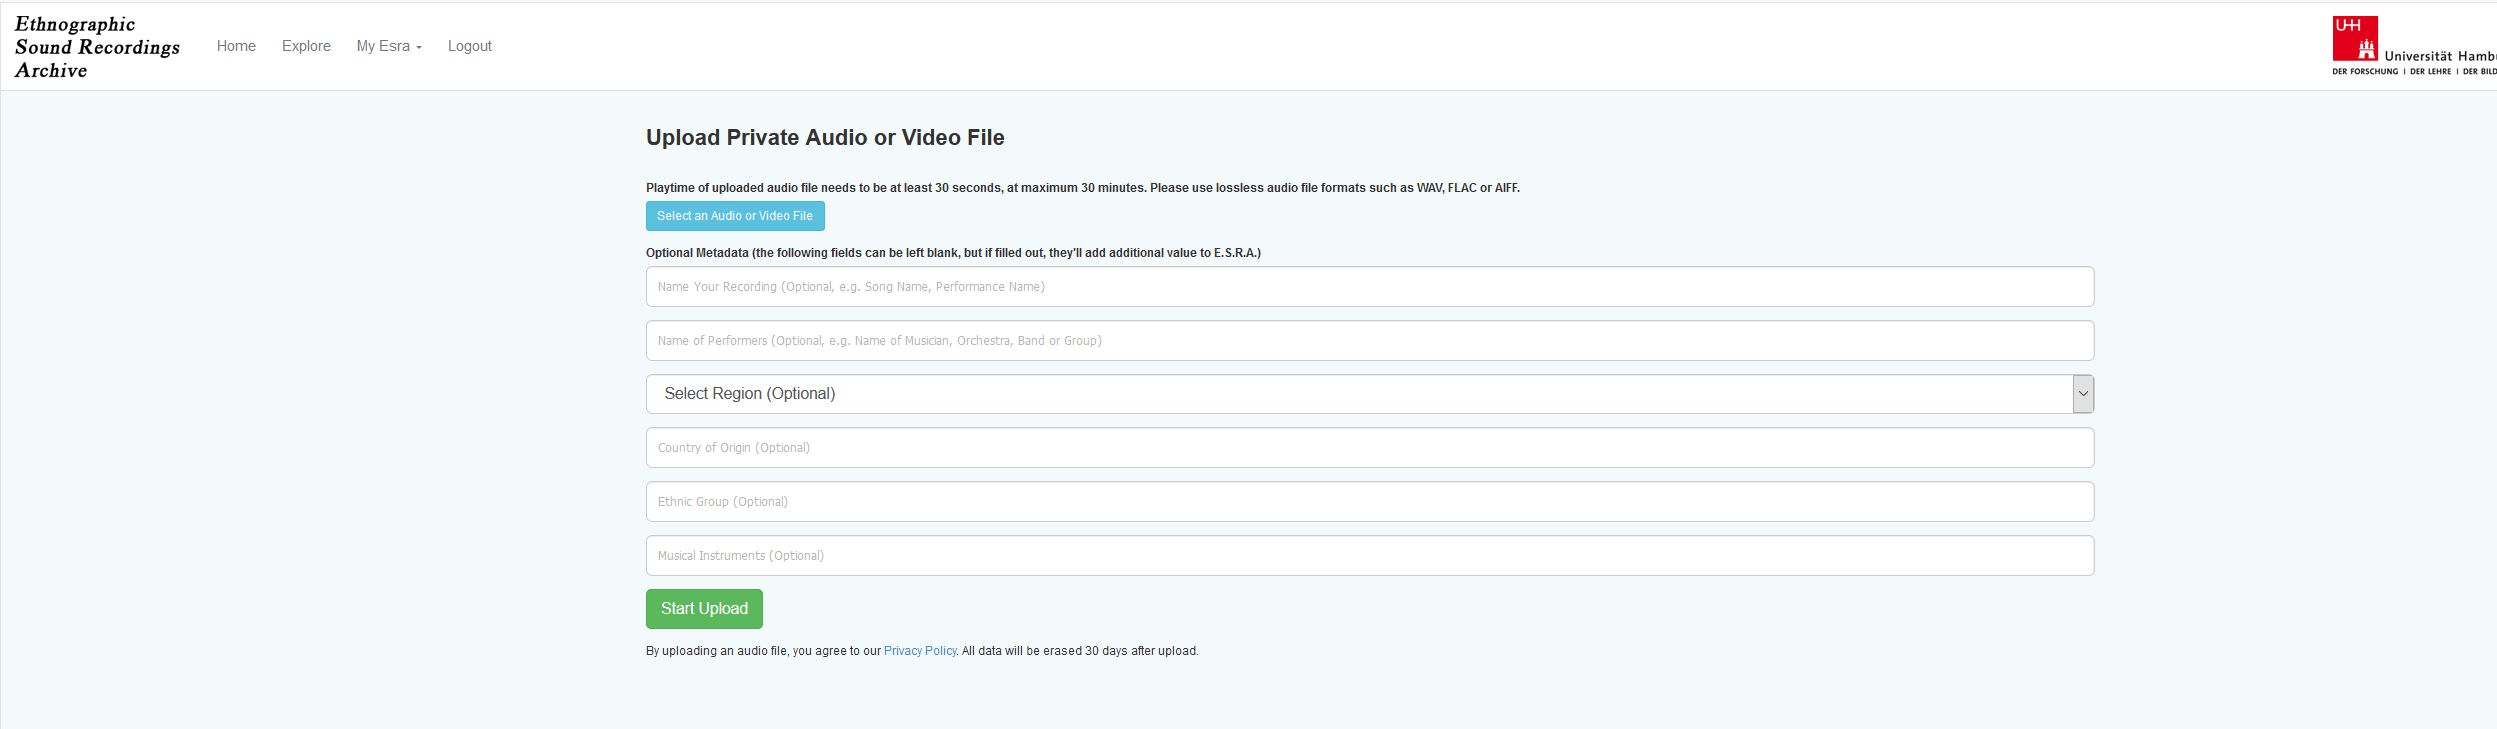 Ethnographic
Sound Recordings
Archive
Home Explore My Esra Logout
UHH
Universität Hamb
DER FORSCHUNG | DER LEHRE | DER BILD
Upload Private Audio or Video File
Playtime of uploaded audio file needs to be at least 30 seconds, at maximum 30 minutes. Please use lossless audio file formats such as WAV, FLAC or AIFF.
Select an Audio or Video File
Optional Metadata (the following fields can be left blank, but if filled out, they'll add additional value to E.S.R.A.)
Name Your Recording (Optional, e.g. Song Name, Performance Name)
Name of Performers (Optional, e.g. Name of Musician, Orchestra, Band or Group)
Select Region (Optional)
Country of Origin (Optional)
Ethnic Group (Optional)
Musical Instruments (Optional)
Start Upload
By uploading an audio file, you agree to our Privacy Policy. All data will be erased 30 days after upload.